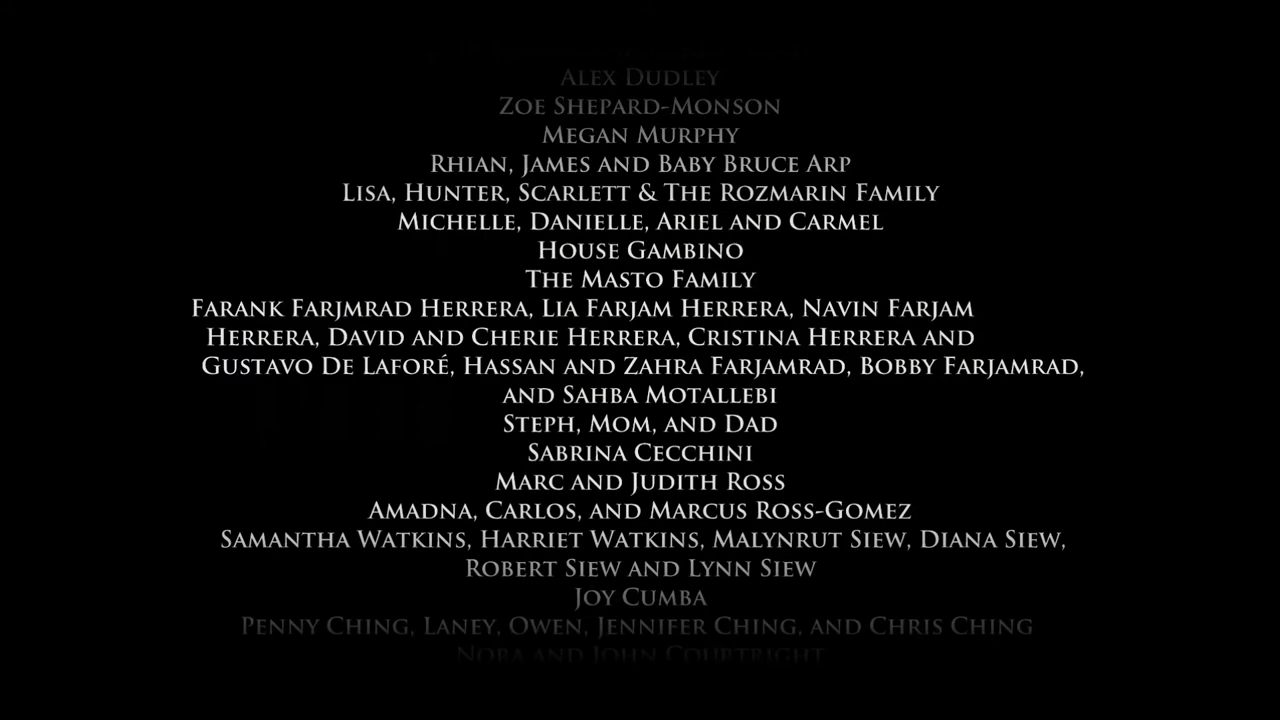 Alex Dudley
Zoe Shepard-Monson
Megan Murphy
Rhian, James and Baby Bruce Arp
Lisa, Hunter, Scarlett & The Rozmarin Family
Michelle, Danielle, Ariel and Carmel
House Gambino
The Masto Family
Farank Farjmrad Herrera, Lia Farjam Herrera, Navin Farjam
Herrera, David and Cherie Herrera, Cristina Herrera and
Gustavo De Laforé, Hassan and Zahra Farjamrad, Bobby Farjamrad,
and Sahba Motallebi
Steph, Mom, and Dad
Sabrina Cecchini
Marc and Judith Ross
Amadna, Carlos, and Marcus Ross-Gomez
Samantha Watkins, Harriet Watkins, Malynrut Siew, Diana Siew,
Robert Siew and Lynn Siew
Joy Cumba
Penny Ching, Laney, Owen, Jennifer Ching, and Chris Ching
Nora and John Courtright